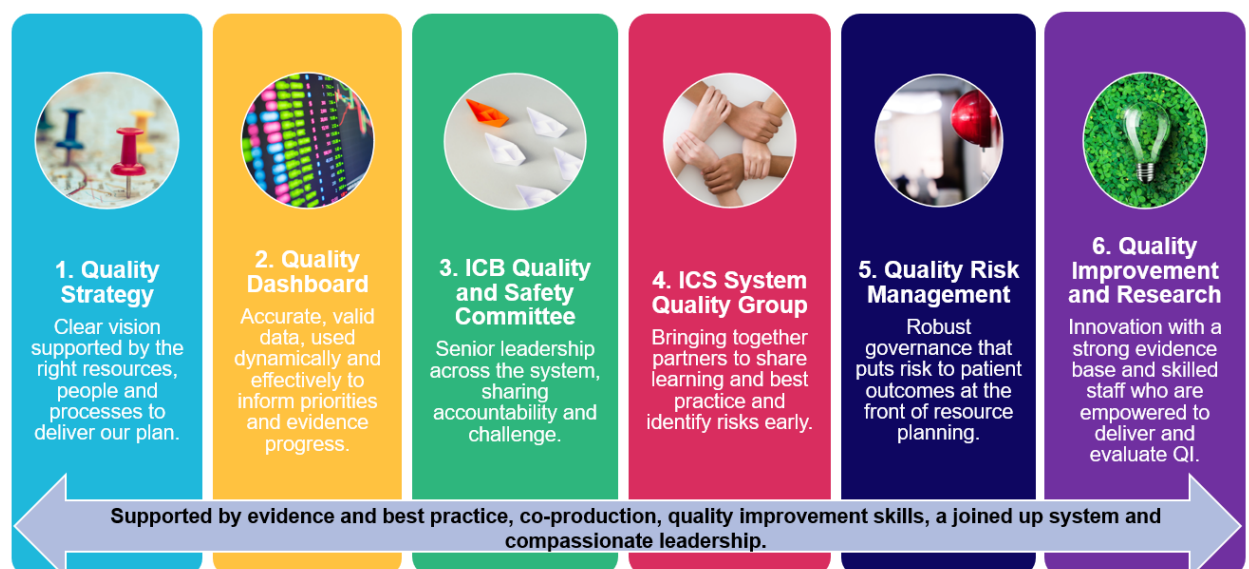 1. Quality
Strategy
Clear vision
supported by the
right resources,
people and
processes to
deliver our plan.
2. Quality
Dashboard
Accurate, valid
data, used
dynamically and
effectively to
inform priorities
and evidence
progress.
3. ICB Quality
and Safety
Committee
Senior leadership
across the system,
sharing
accountability and
challenge.
4. ICS System
Quality Group
Bringing together
partners to share
learning and best
practice and
identify risks early.
5. Quality Risk
Management
Robust
governance that
puts risk to patient
outcomes at the
front of resource
planning.
6. Quality
Improvement
and Research
Innovation with a
strong evidence
base and skilled
staff who are
empowered to
deliver and
evaluate QI.
Supported by evidence and best practice, co-production, quality improvement skills, a joined up system and
compassionate leadership.